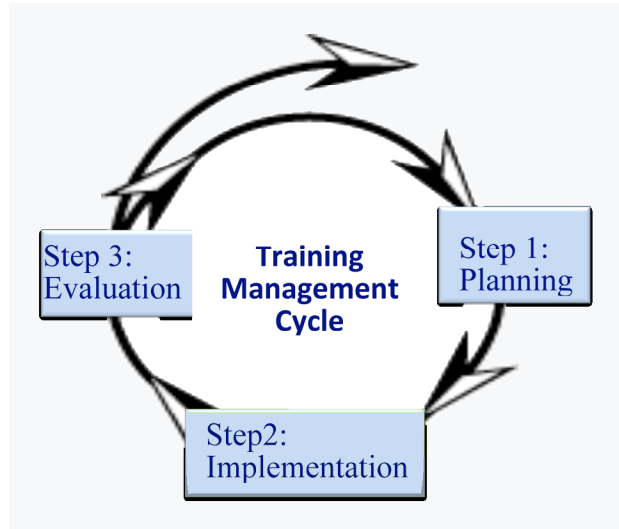 Training
Management
Cycle
Step 1:
Planning
Step2:
Implementation
Step 3:
Evaluation